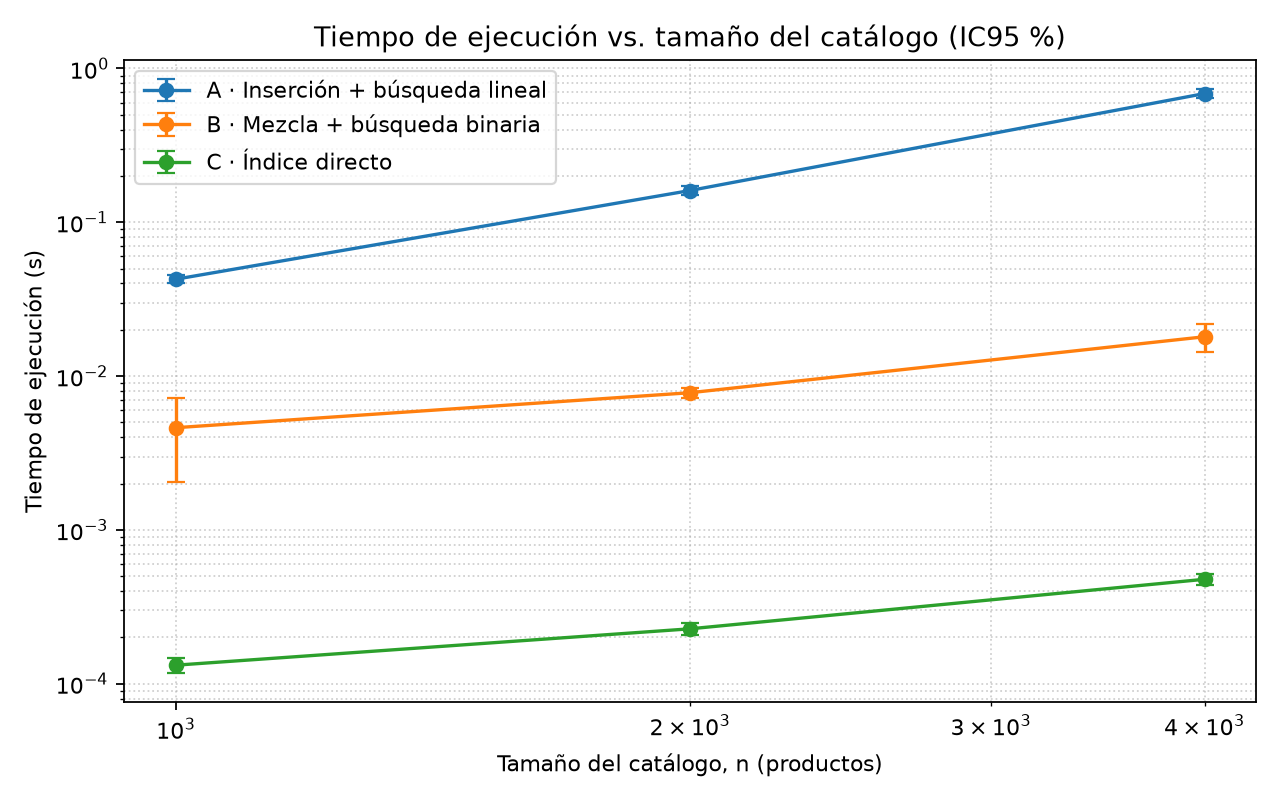 Tiempo de ejecución vs. tamaño del catálogo (IC95 %)
A · Inserción + búsqueda lineal
B · Mezcla + búsqueda binaria
C · Índice directo
Tiempo de ejecución (s)
10⁰
10⁻¹
10⁻²
10⁻³
10⁻⁴
10³
2 × 10³
3 × 10³
4 × 10³
Tamaño del catálogo, n (productos)